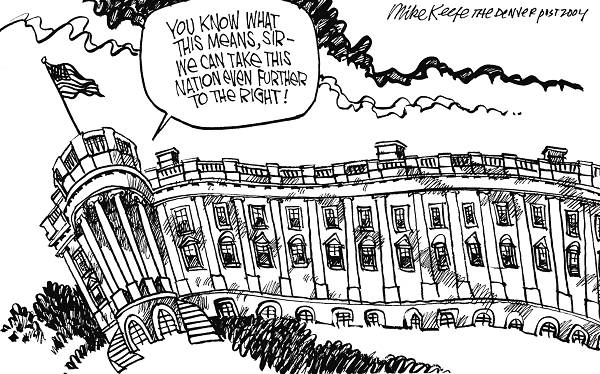 Mike Keefe THE DENVER POST 2004
YOU KNOW WHAT
THIS MEANS, SIR–
WE CAN TAKE THIS
NATION EVEN FURTHER
TO THE RIGHT!